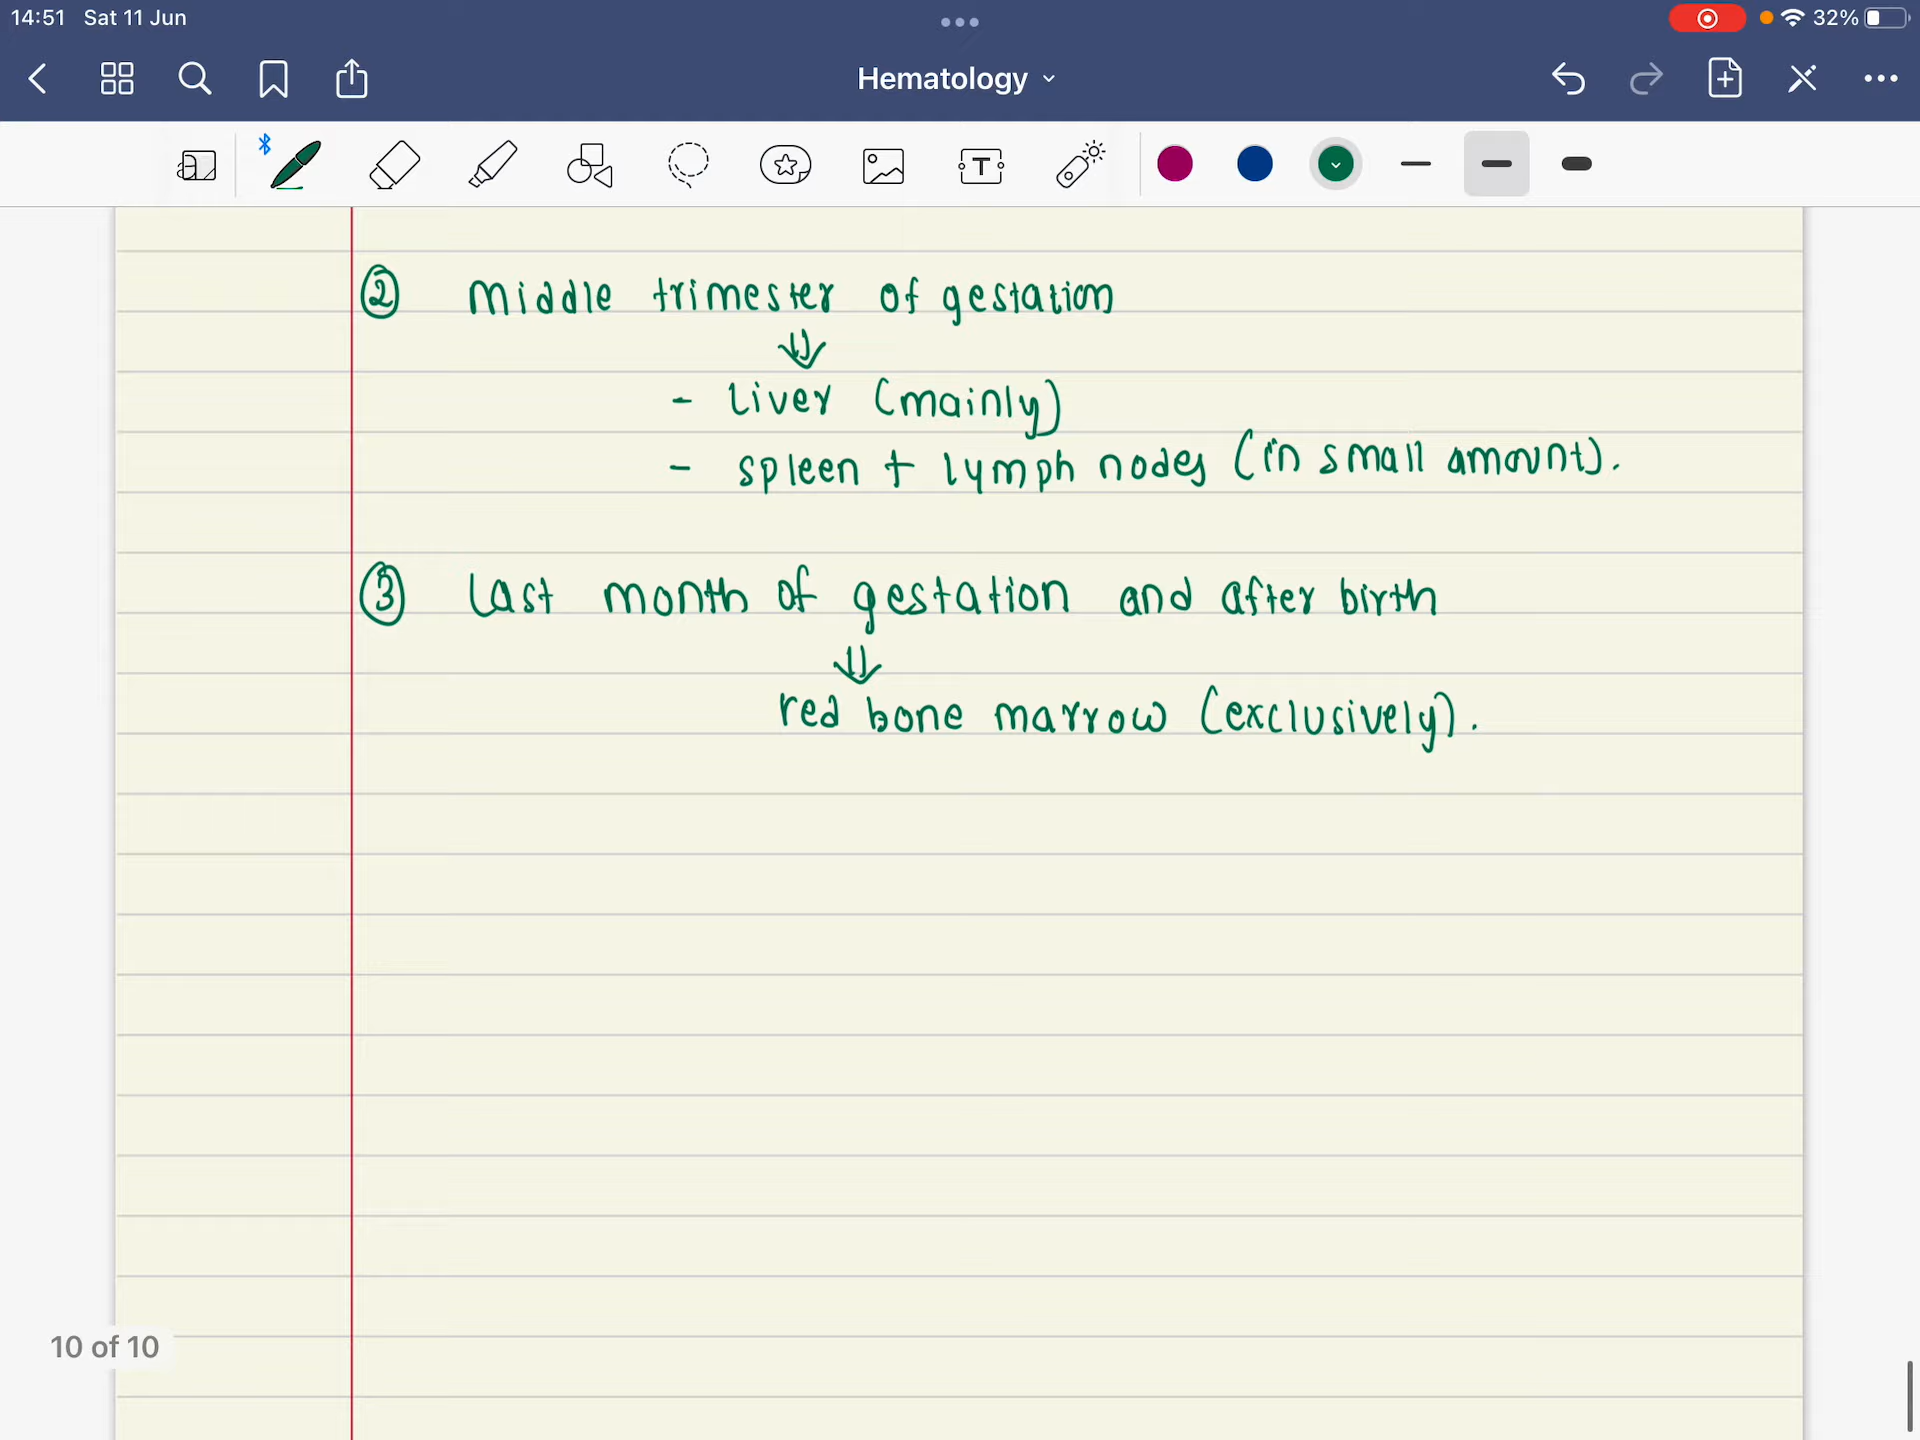 14:51 Sat 11 Jun
32%
Hematology
T
② Middle trimester of gestation
⇓
- Liver (mainly)
- spleen + lymph nodes (in small amount).
③ Last month of gestation and after birth
⇓
red bone marrow (exclusively).
10 of 10